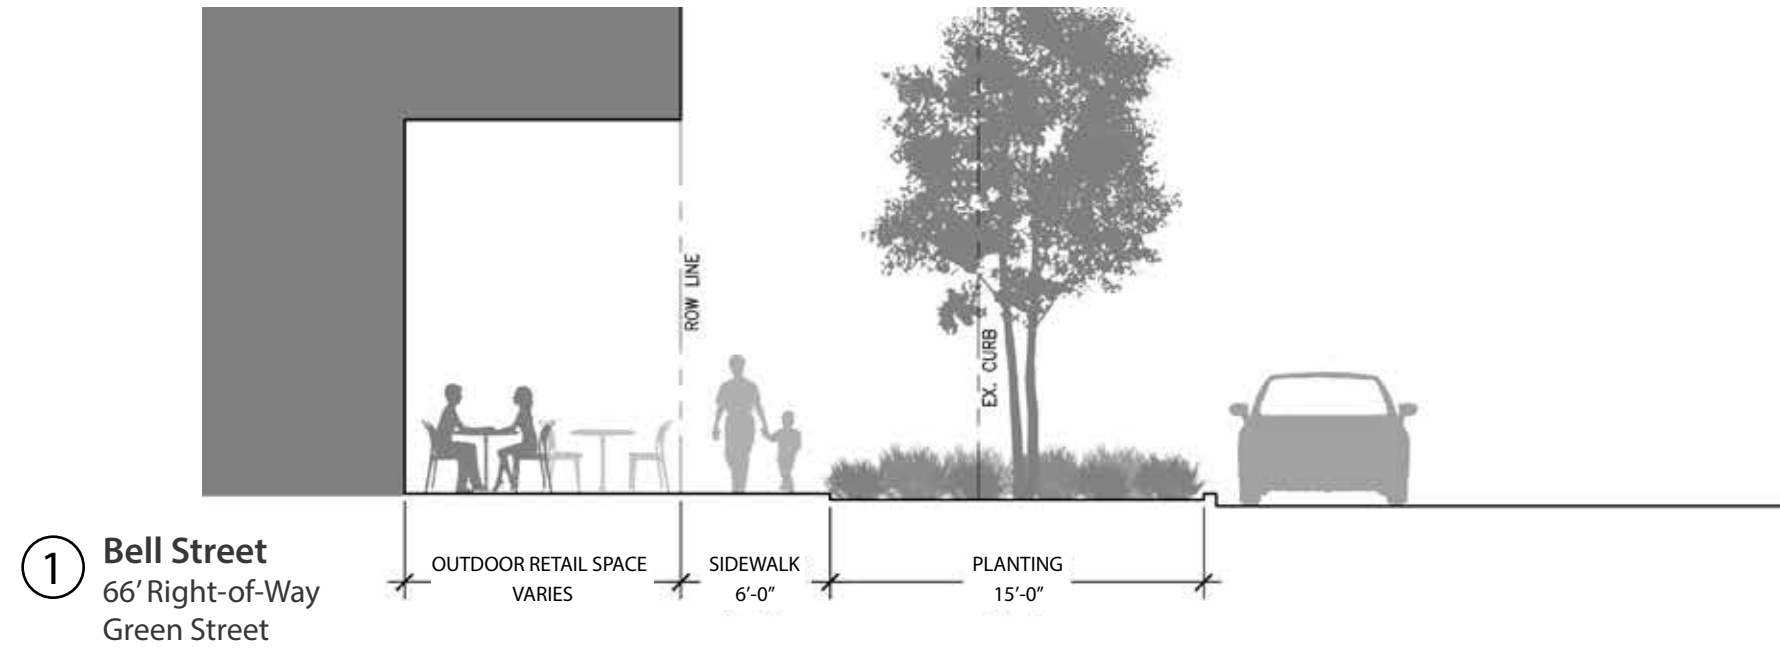 ROW LINE
EX. CURB
OUTDOOR RETAIL SPACE
VARIES
SIDEWALK
6'-0"
PLANTING
15'-0"
1
Bell Street
66' Right-of-Way
Green Street